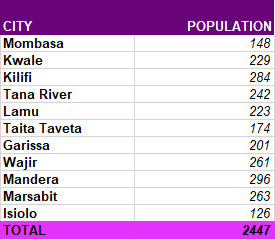 CITY POPULATION
Mombasa 148
Kwale 229
Kilifi 284
Tana River 242
Lamu 223
Taita Taveta 174
Garissa 201
Wajir 261
Mandera 296
Marsabit 263
Isiolo 126
TOTAL 2447